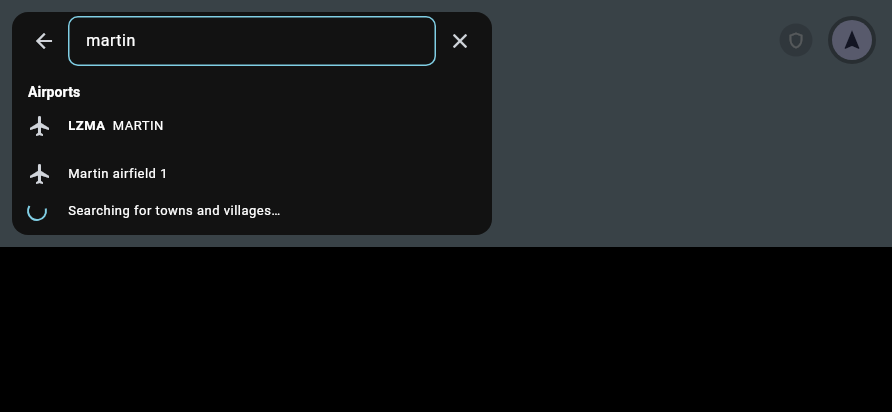 martin
Airports
LZMA MARTIN
Martin airfield 1
Searching for towns and villages…